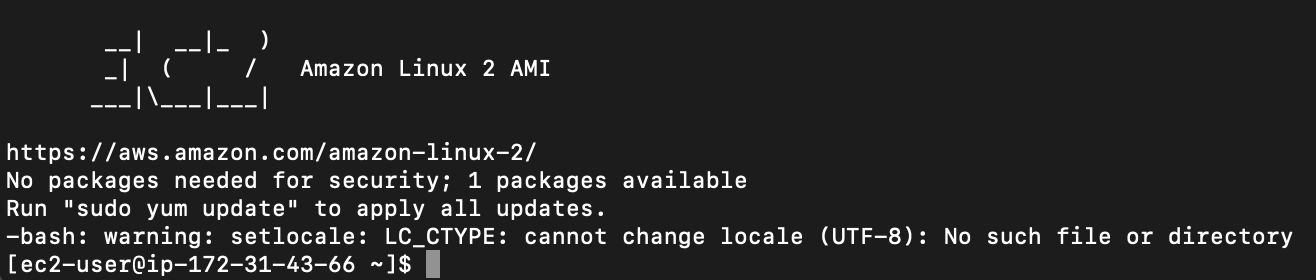 __|  __|_  )
       _|  (     /   Amazon Linux 2 AMI
      ___|\___|___|
https://aws.amazon.com/amazon-linux-2/
No packages needed for security; 1 packages available
Run "sudo yum update" to apply all updates.
-bash: warning: setlocale: LC_CTYPE: cannot change locale (UTF-8): No such file or directory
[ec2-user@ip-172-31-43-66 ~]$